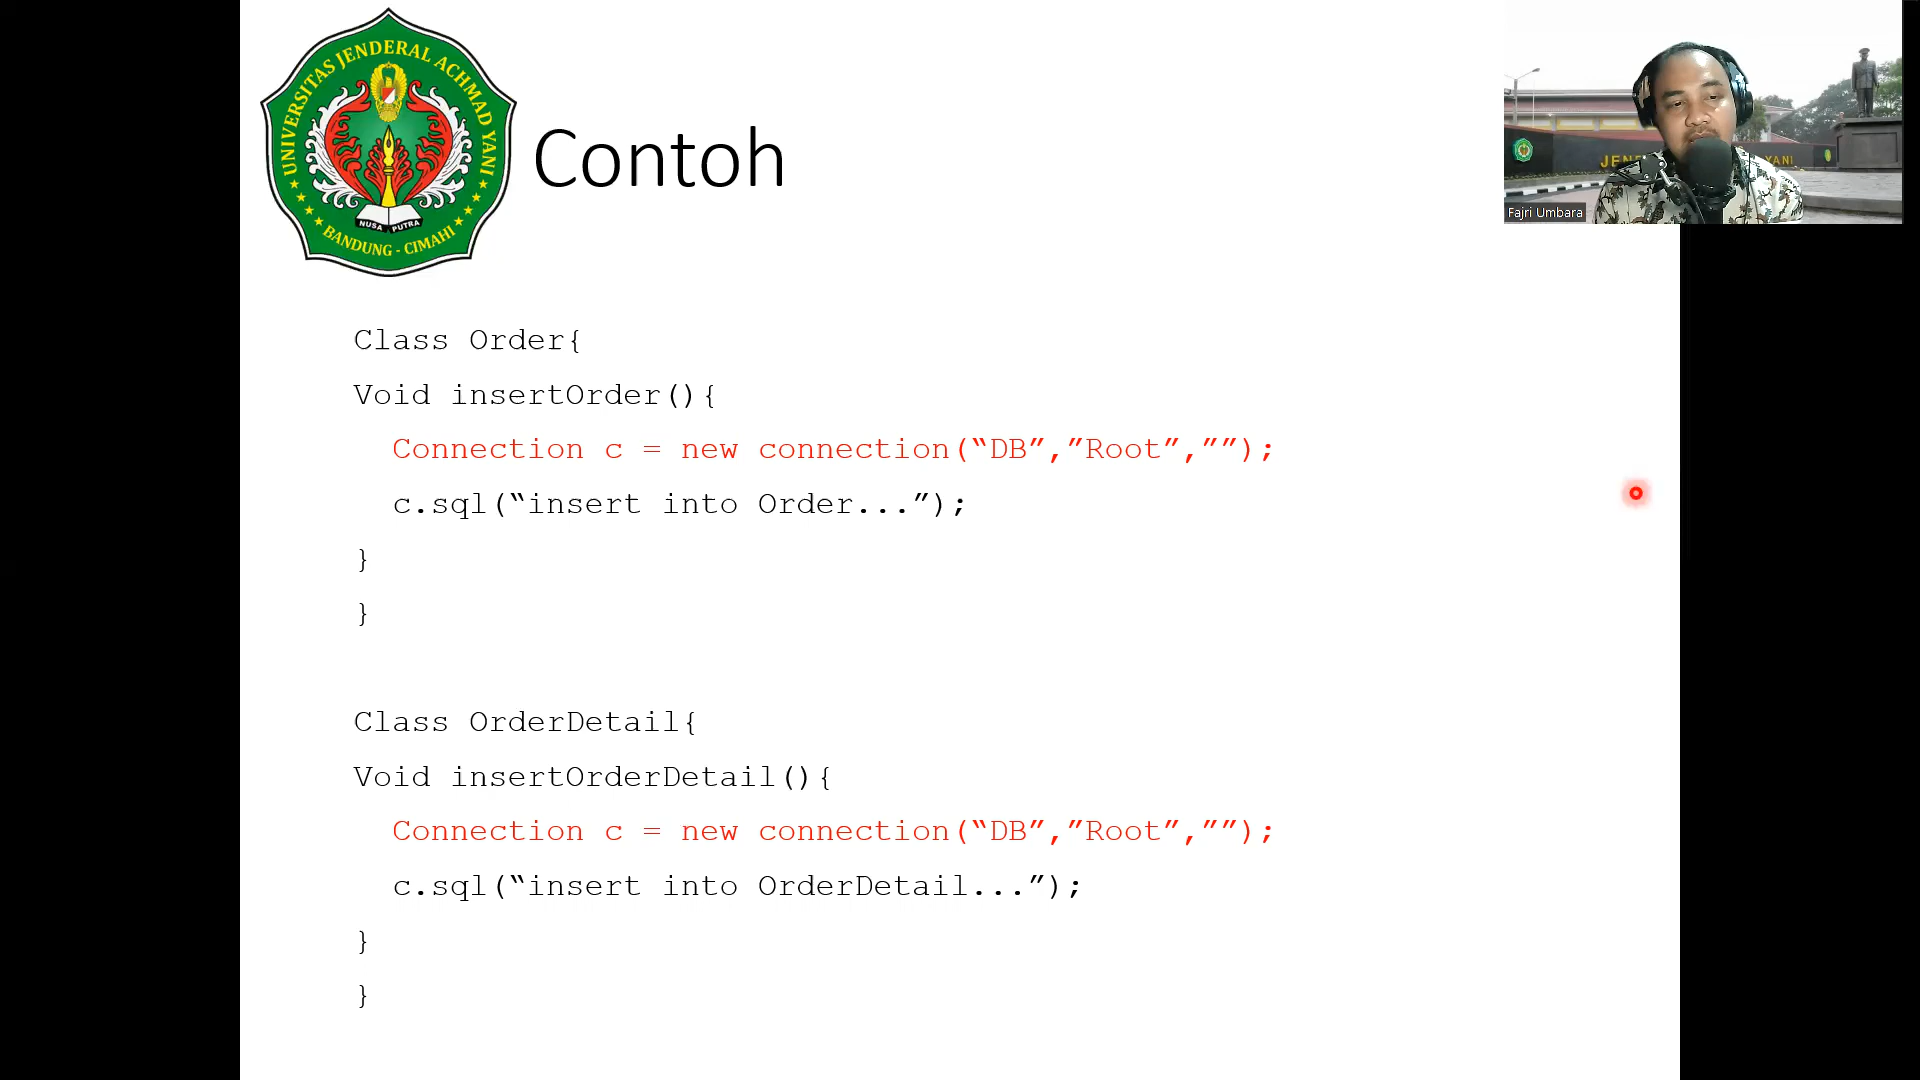 UNIVERSITAS JENDERAL ACHMAD YANI
NUSA PUTRA
BANDUNG - CIMAHI
Contoh
Fajri Umbara
Class Order{
Void insertOrder(){
Connection c = new connection(“DB”,”Root”,””);
c.sql(“insert into Order...”);
}
}
Class OrderDetail{
Void insertOrderDetail(){
Connection c = new connection(“DB”,”Root”,””);
c.sql(“insert into OrderDetail...”);
}
}